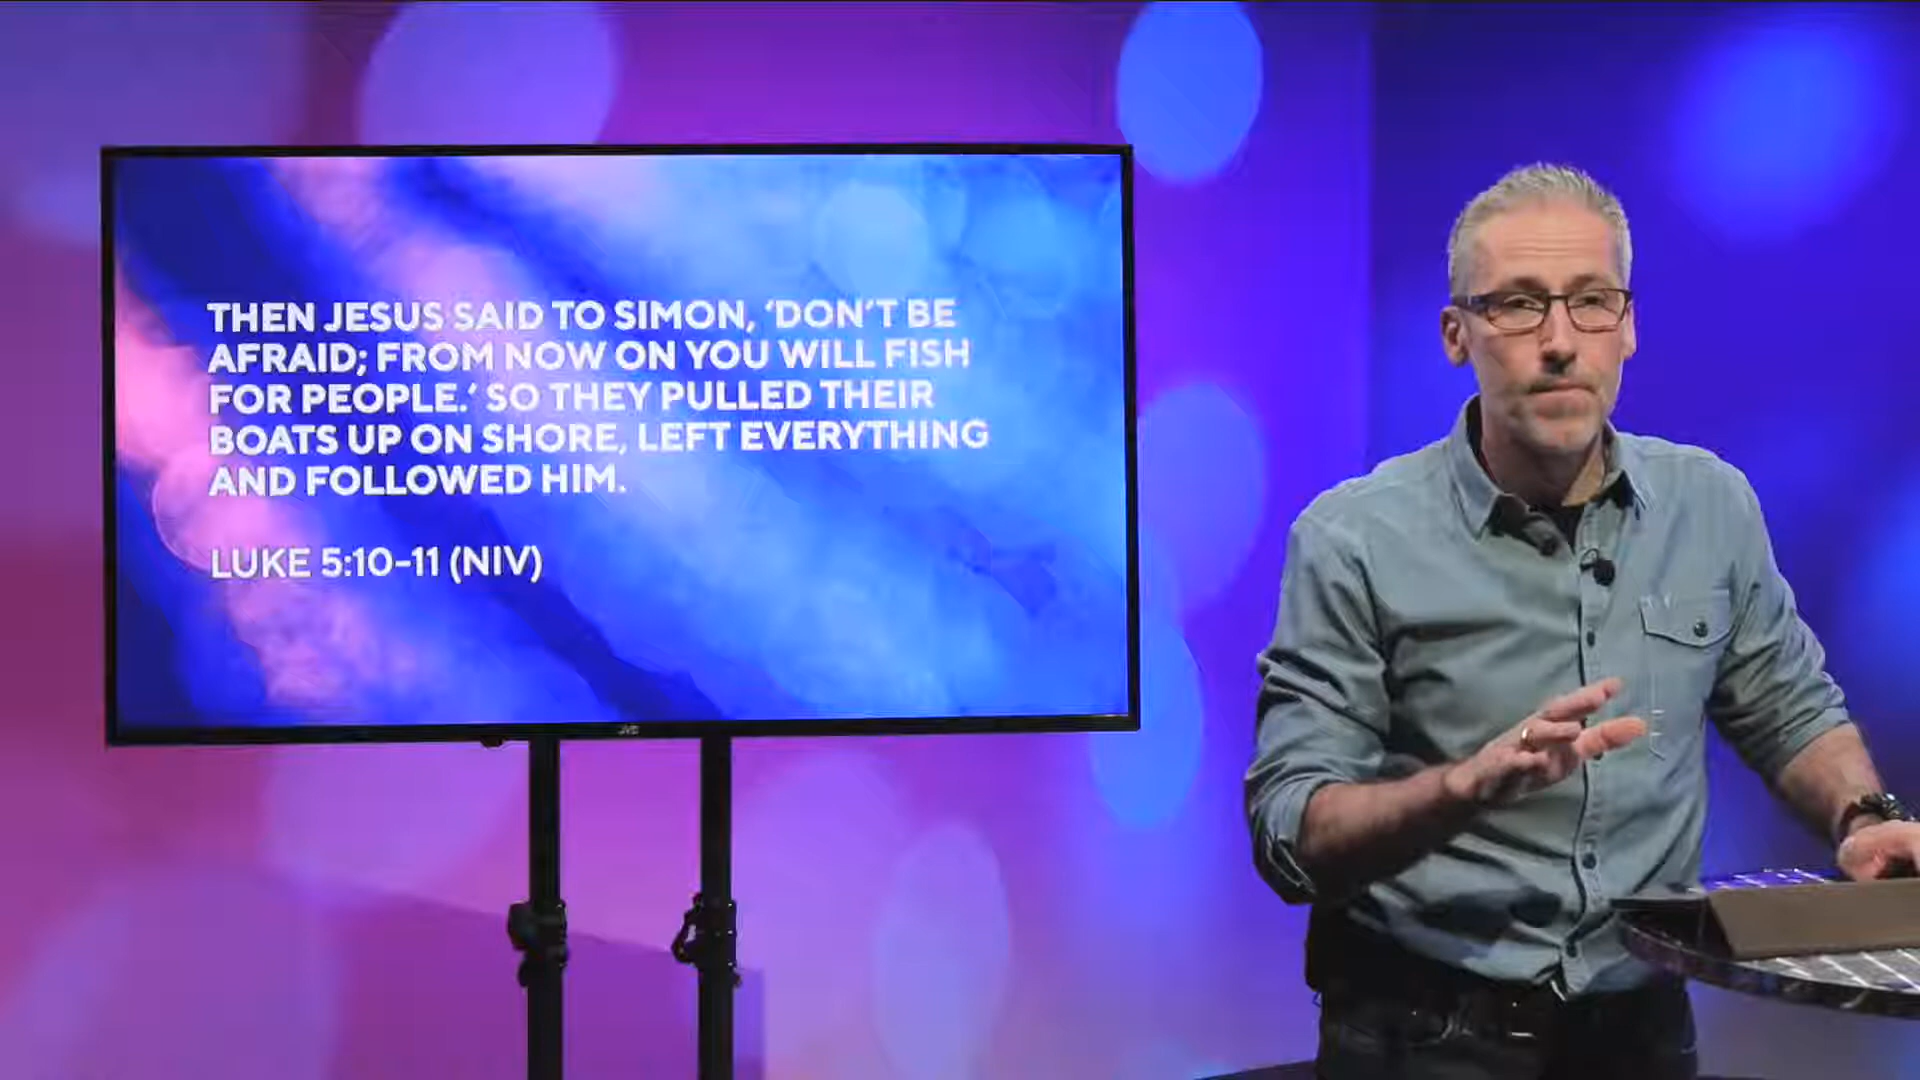 THEN JESUS SAID TO SIMON, ‘DON’T BE
AFRAID; FROM NOW ON YOU WILL FISH
FOR PEOPLE.’ SO THEY PULLED THEIR
BOATS UP ON SHORE, LEFT EVERYTHING
AND FOLLOWED HIM.
LUKE 5:10-11 (NIV)
JVC